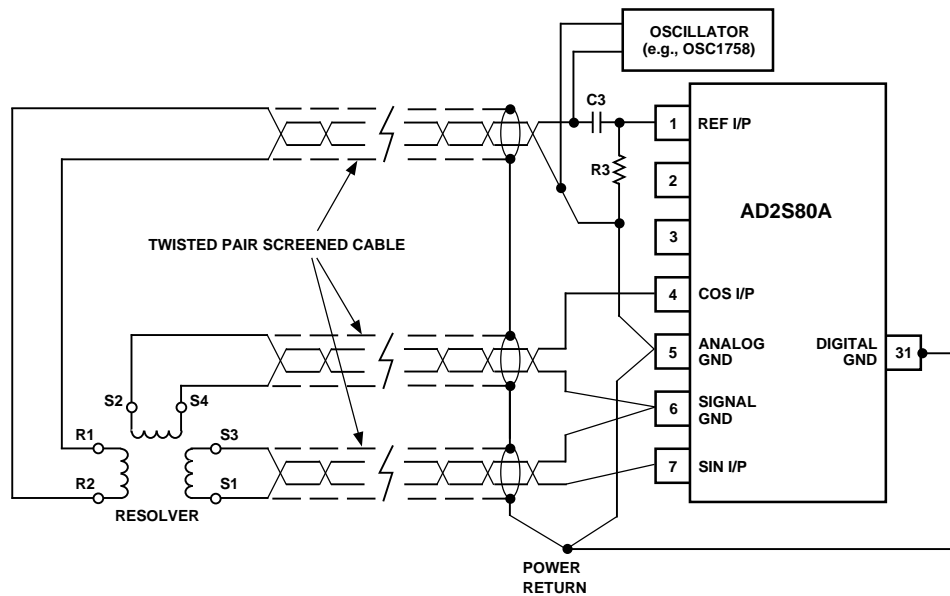 OSCILLATOR
(e.g., OSC1758)
C3
1
REF I/P
R3
2
AD2S80A
3
TWISTED PAIR SCREENED CABLE
4
COS I/P
5
ANALOG
GND
DIGITAL
GND
31
S2
S4
6
SIGNAL
GND
R1
S3
7
SIN I/P
R2
S1
RESOLVER
POWER
RETURN